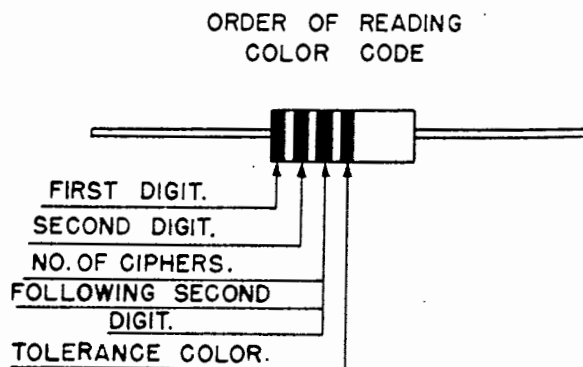 ORDER OF READING
COLOR CODE
FIRST DIGIT.
SECOND DIGIT.
NO. OF CIPHERS.
FOLLOWING SECOND
DIGIT.
TOLERANCE COLOR.